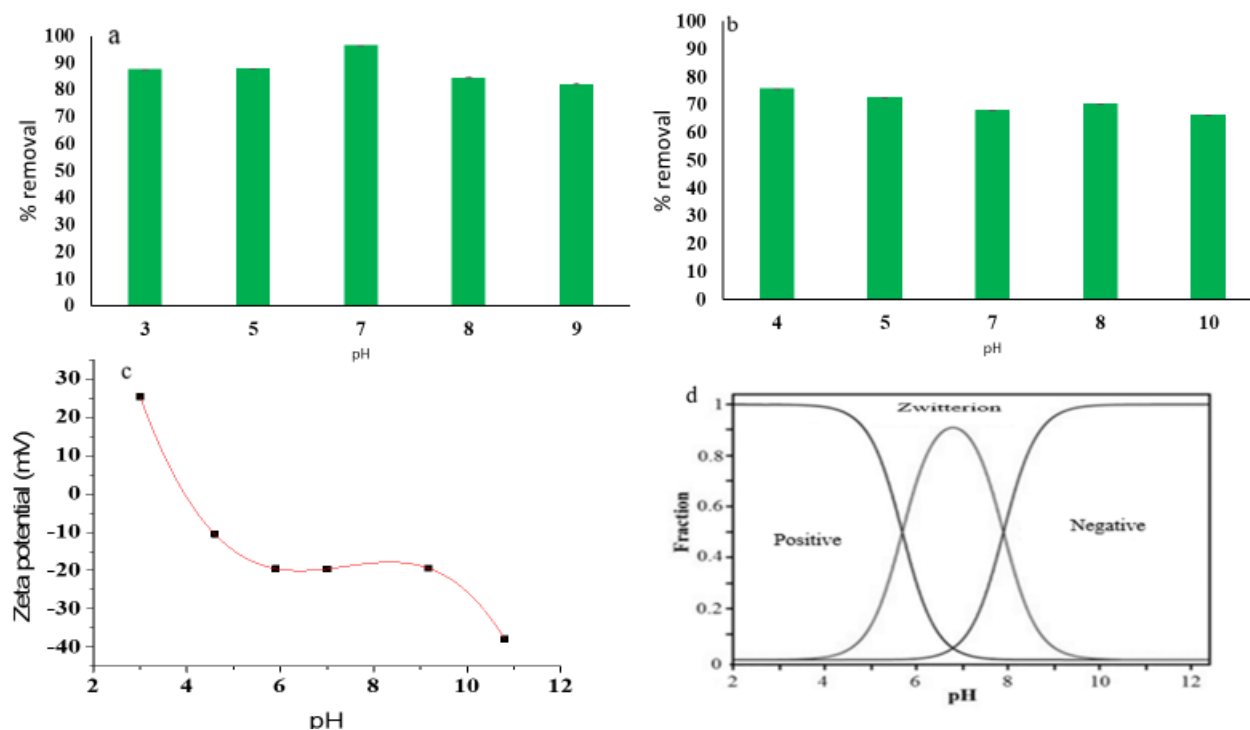 a
% removal
100
90
80
70
60
50
40
30
20
10
0
3 5 7 8 9
pH
b
% removal
100
90
80
70
60
50
40
30
20
10
0
4 5 7 8 10
pH
c
Zeta potential (mV)
30
20
10
0
-10
-20
-30
-40
2 4 6 8 10 12
pH
d
Zwitterion
Fraction
1
0.8
0.6
0.4
0.2
0
Positive
Negative
2 4 6 8 10 12
pH